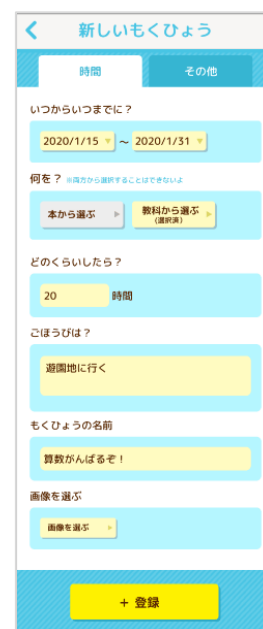 新しいもくひょう
時間 その他
いつからいつまでに？
2020/1/15 ～ 2020/1/31
何を？ ※両方から選択することはできないよ
本から選ぶ 教科から選ぶ
(選択済)
どのくらいしたら？
20 時間
ごほうびは？
遊園地に行く
もくひょうの名前
算数がんばるぞ！
画像を選ぶ
画像を選ぶ
+ 登録